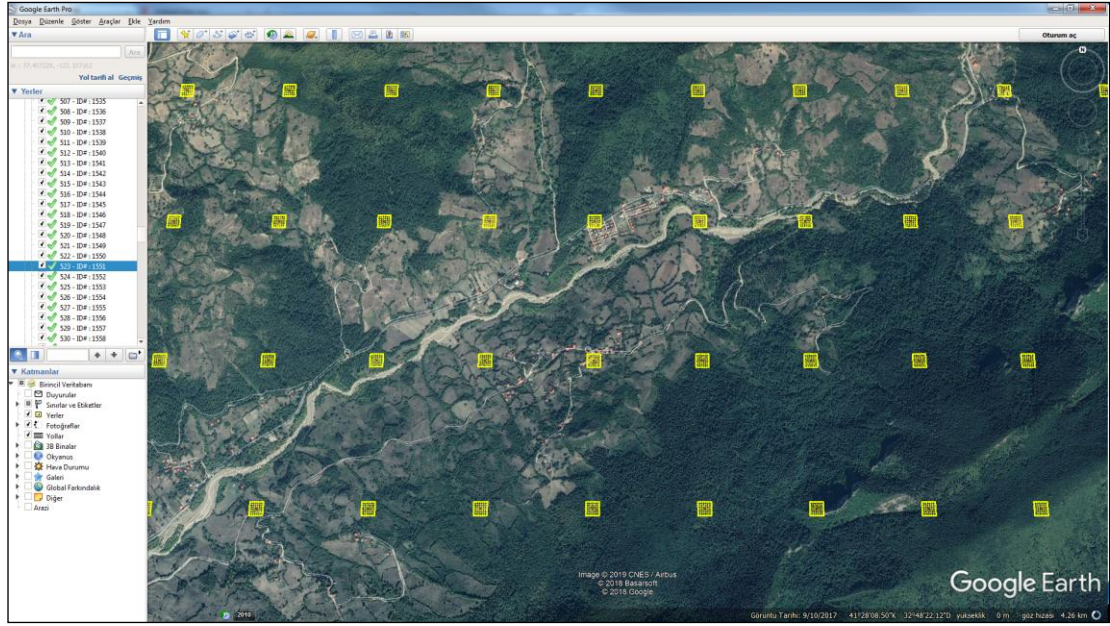 Google Earth Pro
Dosya Düzenle Göster Araçlar Ekle Yardım
Oturum aç
Ara
Ara
Yol tarifi al Geçmiş
Yerler
507 - ID# : 1535
508 - ID# : 1536
509 - ID# : 1537
510 - ID# : 1538
511 - ID# : 1539
512 - ID# : 1540
513 - ID# : 1541
514 - ID# : 1542
515 - ID# : 1543
516 - ID# : 1544
517 - ID# : 1545
518 - ID# : 1546
519 - ID# : 1547
520 - ID# : 1548
521 - ID# : 1549
522 - ID# : 1550
523 - ID# : 1551
524 - ID# : 1552
525 - ID# : 1553
526 - ID# : 1554
527 - ID# : 1555
528 - ID# : 1556
529 - ID# : 1557
530 - ID# : 1558
Katmanlar
Birincil Veritabanı
Duyurular
Sınırlar ve Etiketler
Yerler
Fotoğraflar
Yollar
3B Binalar
Okyanus
Hava Durumu
Galeri
Global Farkındalık
Diğer
Arazi
N
Image © 2019 CNES / Airbus
© 2018 Basarsoft
© 2018 Google
Google Earth
2010
Görüntü Tarihi: 9/10/2017 41°28'08.50"K 32°48'22.12"D yükseklik 0 m göz hizası 4.26 km